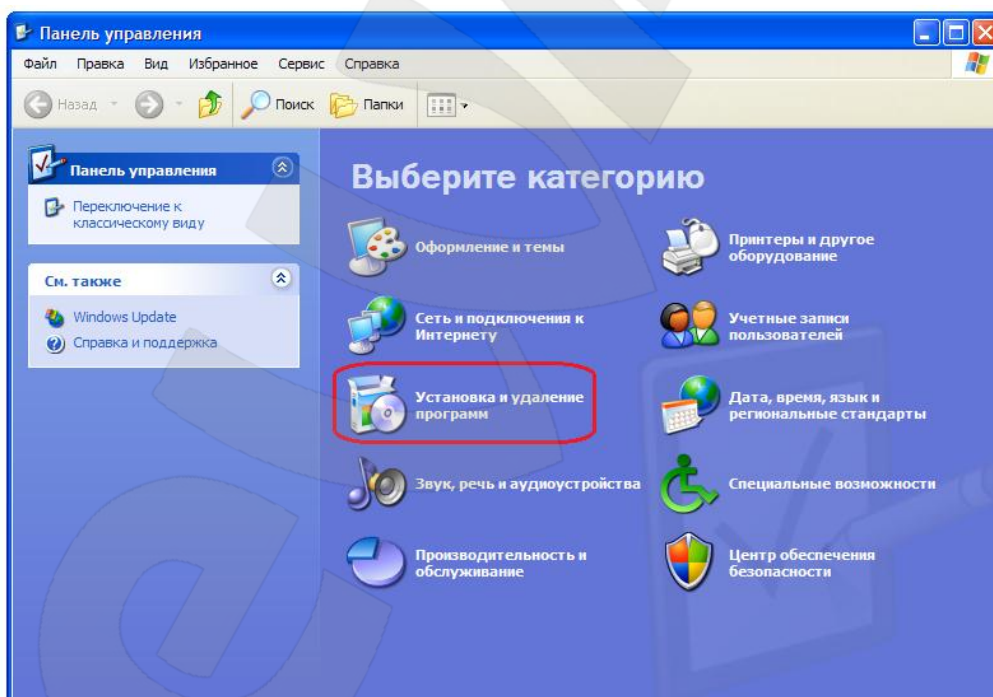 Панель управления
Файл Правка Вид Избранное Сервис Справка
Назад Поиск Папки
Панель управления
Переключение к
классическому виду
См. также
Windows Update
Справка и поддержка
Выберите категорию
Оформление и темы
Принтеры и другое
оборудование
Сеть и подключения к
Интернету
Учетные записи
пользователей
Установка и удаление
программ
Дата, время, язык и
региональные стандарты
Звук, речь и аудиоустройства
Специальные возможности
Производительность и
обслуживание
Центр обеспечения
безопасности